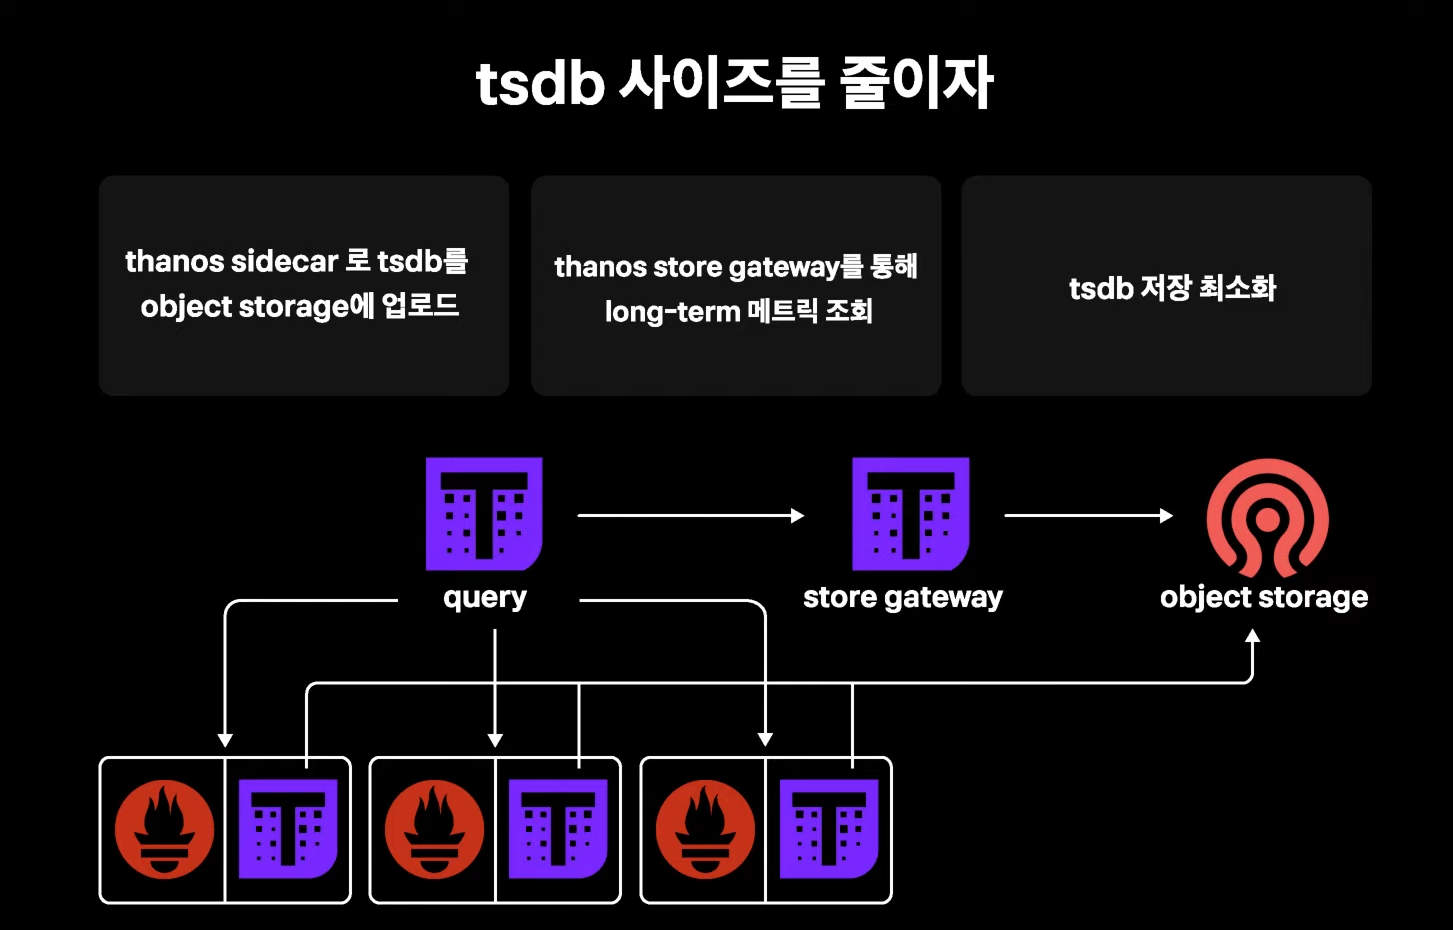 tsdb 사이즈를 줄이자
thanos sidecar 로 tsdb를
object storage에 업로드
thanos store gateway를 통해
long-term 메트릭 조회
tsdb 저장 최소화
query
store gateway
object storage